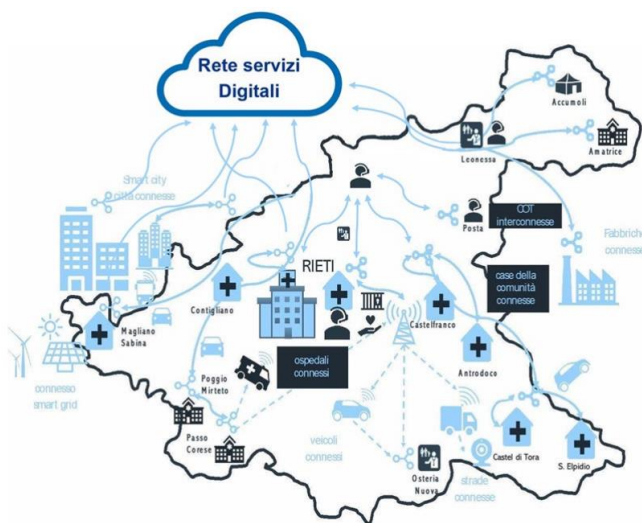 Rete servizi
Digitali
Accumoli
Leonessa
Amatrice
Smart city
città connesse
Posta
COT
interconnesse
Fabbriche
connesse
RIETI
case della
comunità
connesse
Contigliano
Castelfranco
Magliano
Sabina
Antrodoco
ospedali
connessi
connesso
smart grid
Poggio
Mirteto
Passo
Corese
veicoli
connessi
Castel di Tora
S. Elpidio
Osteria
Nuova
strade
connesse